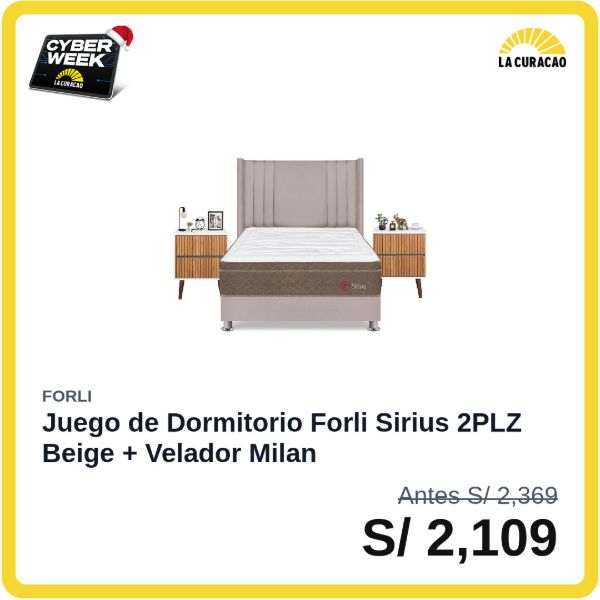 CYBER
WEEK
LA CURACAO
LA CURACAO
Sirius
FORLI
Juego de Dormitorio Forli Sirius 2PLZ
Beige + Velador Milan
Antes S/ 2,369
S/ 2,109